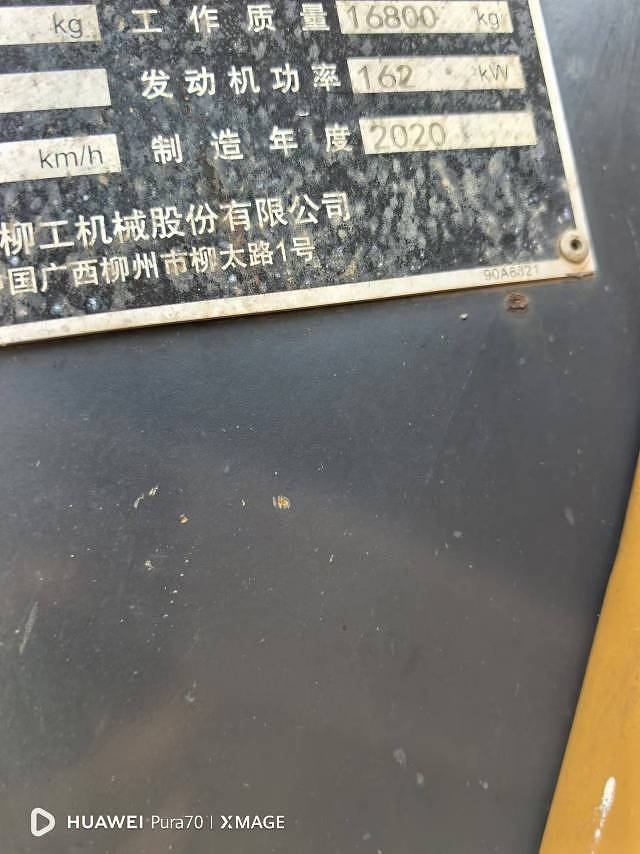 kg 工作质量 16800 kg
发动机功率 162 kW
km/h 制造年度 2020
柳工机械股份有限公司
中国广西柳州市柳太路1号
90A6821
HUAWEI Pura70 | XMAGE